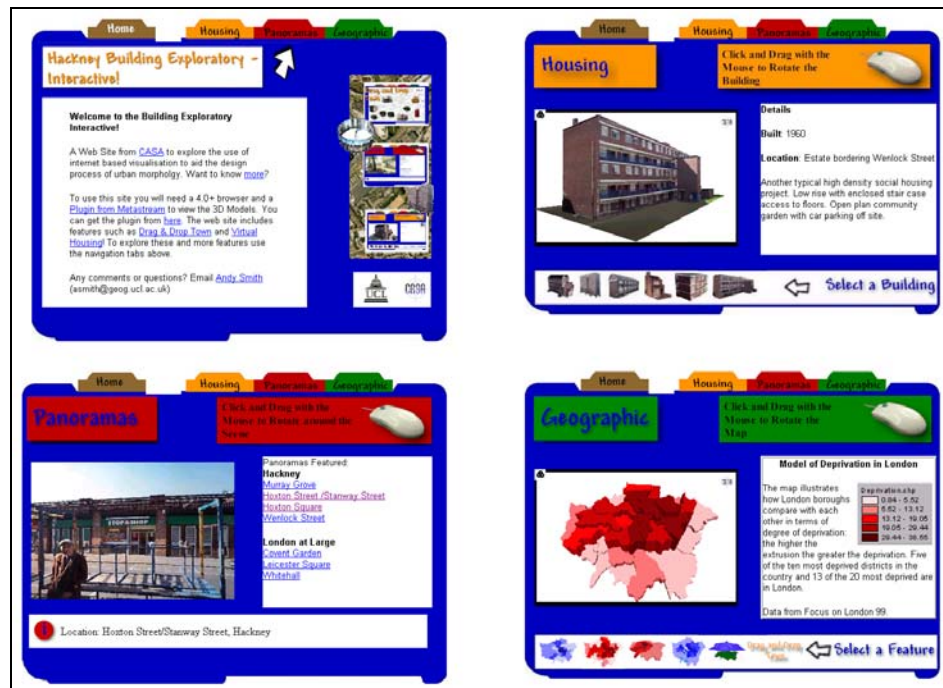 Home
Housing
Panoramas
Geographic
Hackney Building Exploratory -
Interactive!
Welcome to the Building Exploratory
Interactive!
A Web Site from CASA to explore the use of
internet based visualisation to aid the design
process of urban morpholgy. Want to know more?
To use this site you will need a 4.0+ browser and a
Plugin from Metastream to view the 3D Models. You
can get the plugin from here. The web site includes
features such as Drag & Drop Town and Virtual
Housing! To explore these and more features use
the navigation tabs above.
Any comments or questions? Email Andy Smith
(asmith@geog.ucl.ac.uk)
UCL
CASA
Home
Housing
Panoramas
Geographic
Housing
Click and Drag with the
Mouse to Rotate the
Building
Details
Built: 1960
Location: Estate bordering Wenlock Street
Another typical high density social housing
project. Low rise with enclosed stair case
access to floors. Open plan community
garden with car parking off site.
Select a Building
Home
Housing
Panoramas
Geographic
Panoramas
Click and Drag with the
Mouse to Rotate around the
Scene
Panoramas Featured:
Hackney
Murray Grove
Hoxton Street /Stanway Street
Hoxton Square
Wenlock Street
London at Large
Covent Garden
Leicester Square
Whitehall
Location: Hoxton Street/Stanway Street, Hackney
Home
Housing
Panoramas
Geographic
Geographic
Click and Drag with the
Mouse to Rotate the
Map
Model of Deprivation in London
The map illustrates
how London boroughs
compare with each
other in terms of
degree of deprivation:
the higher the
extrusion the greater the deprivation. Five
of the ten most deprived districts in the
country and 13 of the 20 most deprived are
in London.
Data from Focus on London 99.
Deprivation.shp
0.84 - 5.52
5.52 - 13.12
13.12 - 19.05
19.05 - 29.44
29.44 - 38.55
Select a Feature